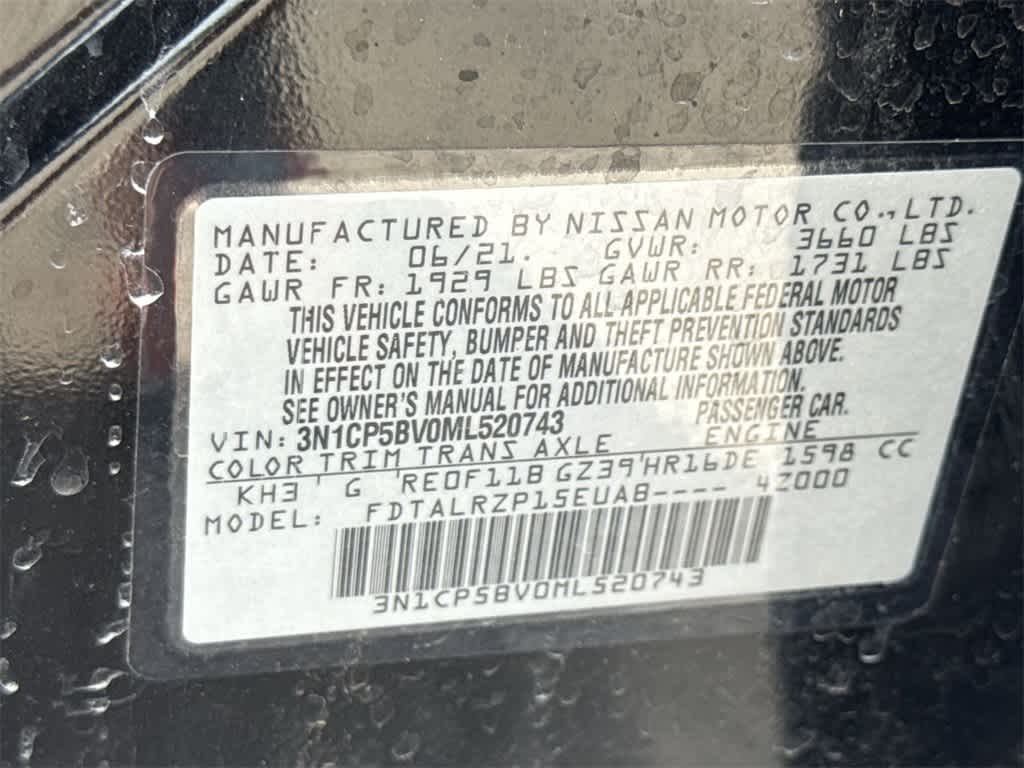 MANUFACTURED BY NISSAN MOTOR CO., LTD.
DATE: 06/21. GVWR: 3660 LBS
GAWR FR: 1929 LBS GAWR RR: 1731 LBS
THIS VEHICLE CONFORMS TO ALL APPLICABLE FEDERAL MOTOR
VEHICLE SAFETY, BUMPER AND THEFT PREVENTION STANDARDS
IN EFFECT ON THE DATE OF MANUFACTURE SHOWN ABOVE.
SEE OWNER'S MANUAL FOR ADDITIONAL INFORMATION.
VIN: 3N1CP5BV0ML520743 PASSENGER CAR.
COLOR TRIM TRANS AXLE ENGINE
KH3 ' G 'RE0F11B GZ39'HR16DE 1598 CC
MODEL: FDTALRZP15EUA8---- 4Z000
3N1CP5BV0ML520743